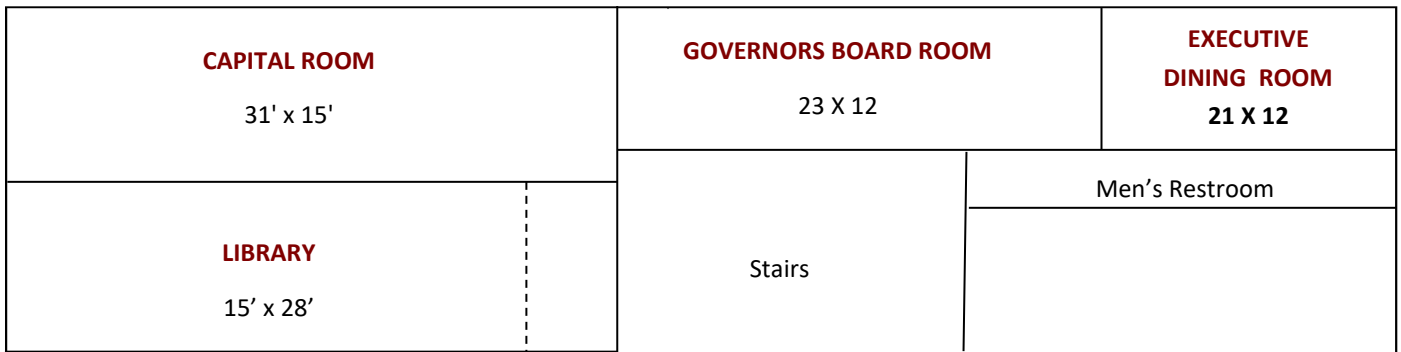 CAPITAL ROOM
31' x 15'
GOVERNORS BOARD ROOM
23 X 12
EXECUTIVE
DINING ROOM
21 X 12
Men’s Restroom
LIBRARY
15’ x 28’
Stairs